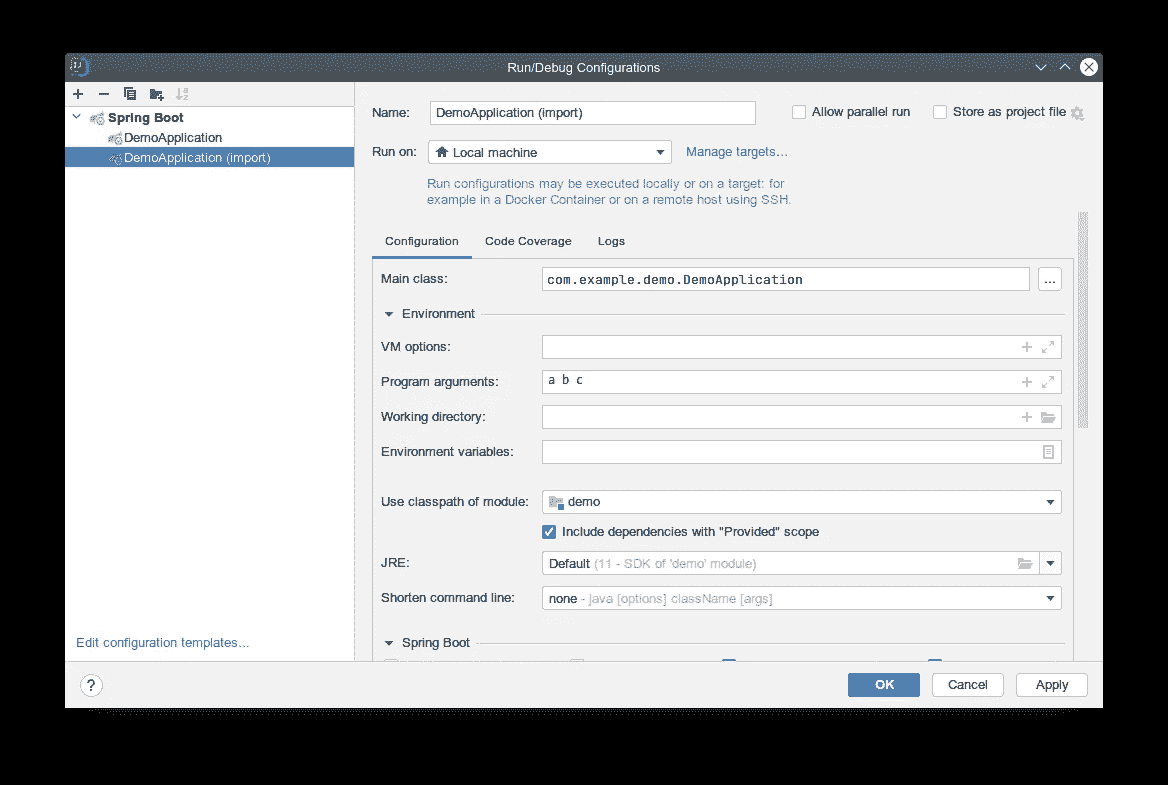 Run/Debug Configurations
Spring Boot
DemoApplication
DemoApplication (import)
Edit configuration templates...
Name: DemoApplication (import) Allow parallel run Store as project file
Run on: Local machine Manage targets...
Run configurations may be executed locally or on a target: for
example in a Docker Container or on a remote host using SSH.
Configuration Code Coverage Logs
Main class: com.example.demo.DemoApplication ...
Environment
VM options:
Program arguments: a b c
Working directory:
Environment variables:
Use classpath of module: demo
Include dependencies with "Provided" scope
JRE: Default (11 - SDK of 'demo' module)
Shorten command line: none - java [options] className [args]
Spring Boot
? OK Cancel Apply